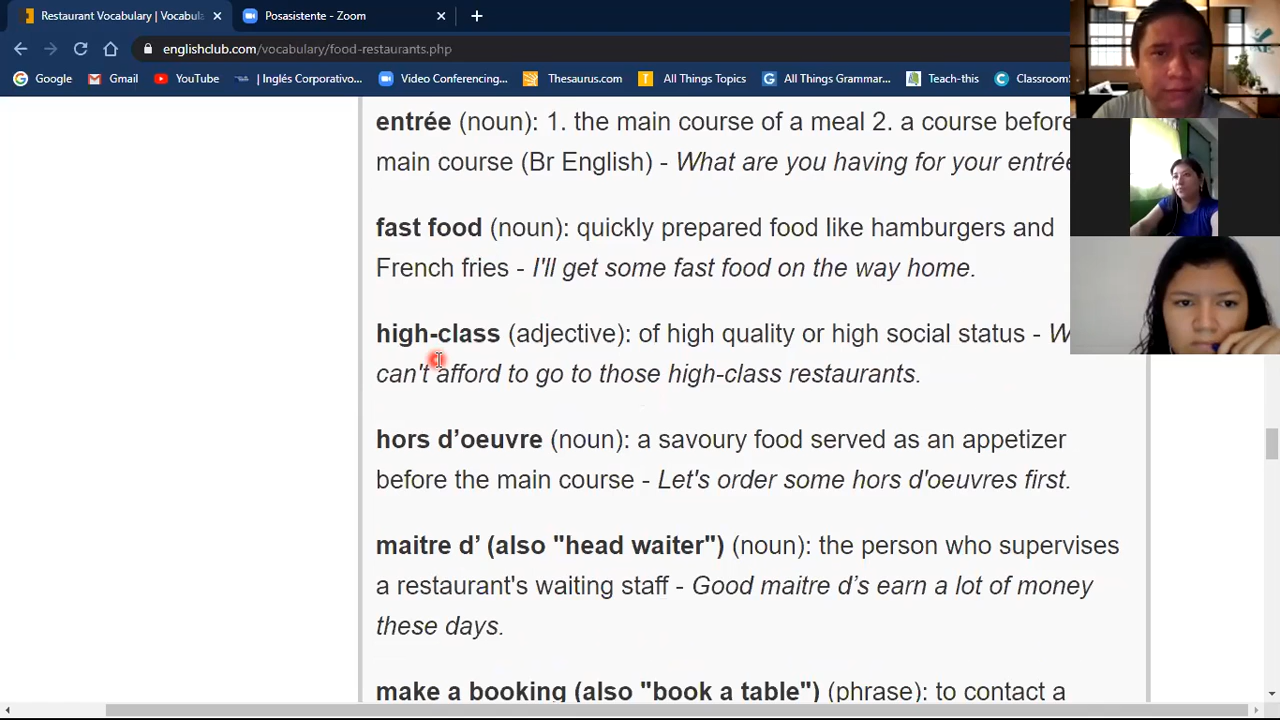 Restaurant Vocabulary | Vocabula
Posasistente - Zoom
englishclub.com/vocabulary/food-restaurants.php
Google Gmail YouTube | Inglés Corporativo... Video Conferencing,... Thesaurus.com All Things Topics All Things Grammar... Teach-this ClassroomS
entrée (noun): 1. the main course of a meal 2. a course before
main course (Br English) - What are you having for your entrée
fast food (noun): quickly prepared food like hamburgers and
French fries - I'll get some fast food on the way home.
high-class (adjective): of high quality or high social status - W
can't afford to go to those high-class restaurants.
hors d’oeuvre (noun): a savoury food served as an appetizer
before the main course - Let's order some hors d'oeuvres first.
maitre d’ (also "head waiter") (noun): the person who supervises
a restaurant's waiting staff - Good maitre d’s earn a lot of money
these days.
make a booking (also "book a table") (phrase): to contact a